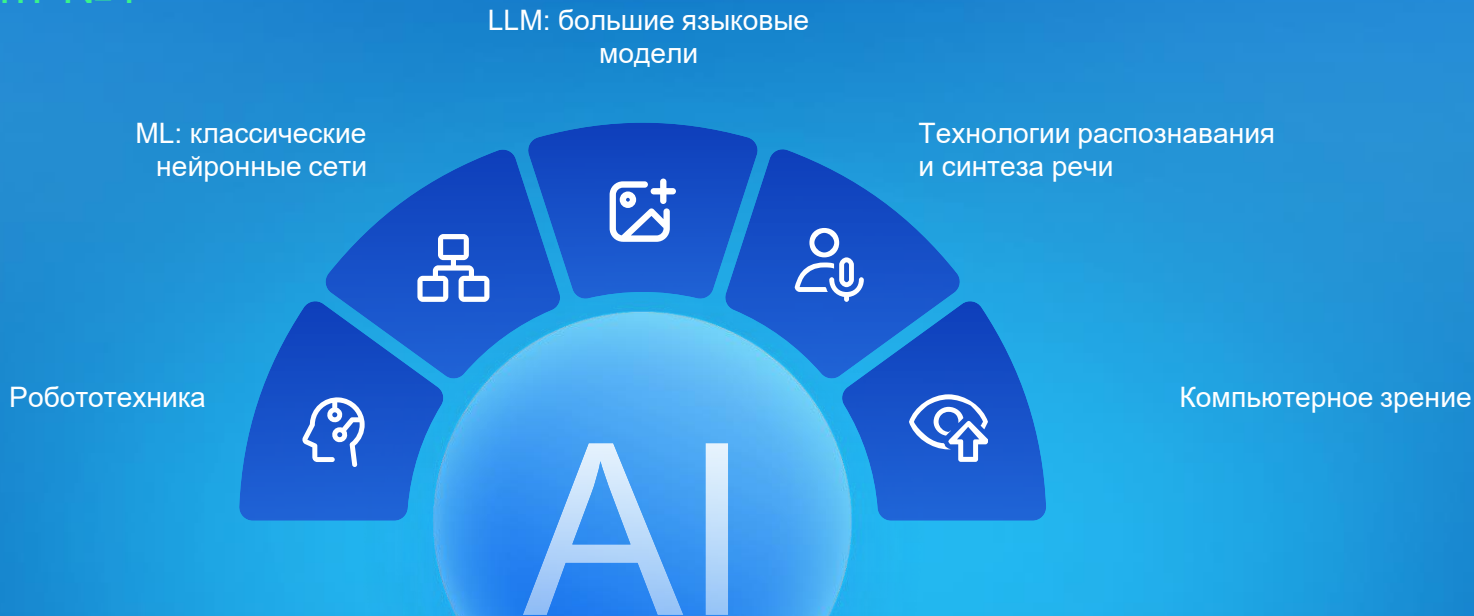 LLM: большие языковые
модели
ML: классические
нейронные сети
Технологии распознавания
и синтеза речи
Робототехника
Компьютерное зрение
AI